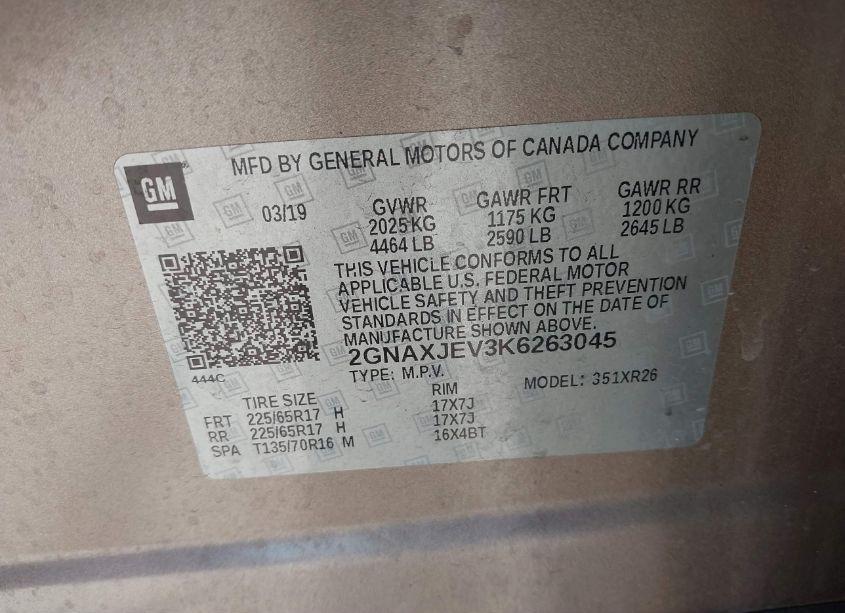 MFD BY GENERAL MOTORS OF CANADA COMPANY
GM
03/19
GVWR GAWR FRT GAWR RR
2025 KG 1175 KG 1200 KG
4464 LB 2590 LB 2645 LB
THIS VEHICLE CONFORMS TO ALL
APPLICABLE U.S. FEDERAL MOTOR
VEHICLE SAFETY AND THEFT PREVENTION
STANDARDS IN EFFECT ON THE DATE OF
MANUFACTURE SHOWN ABOVE.
2GNAXJEV3K6263045
444C
TYPE: M.P.V. MODEL: 351XR26
TIRE SIZE RIM
FRT 225/65R17 H 17X7J
RR 225/65R17 H 17X7J
SPA T135/70R16 M 16X4BT